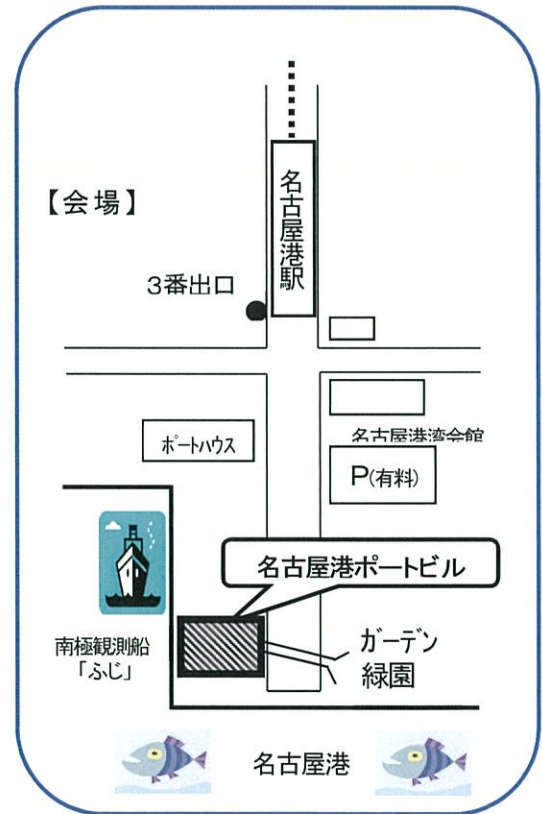 【会場】
名古屋港駅
3番出口
ポートハウス
名古屋港湾会館
P(有料)
名古屋港ポートビル
南極観測船
「ふじ」
ガーデン
緑園
名古屋港